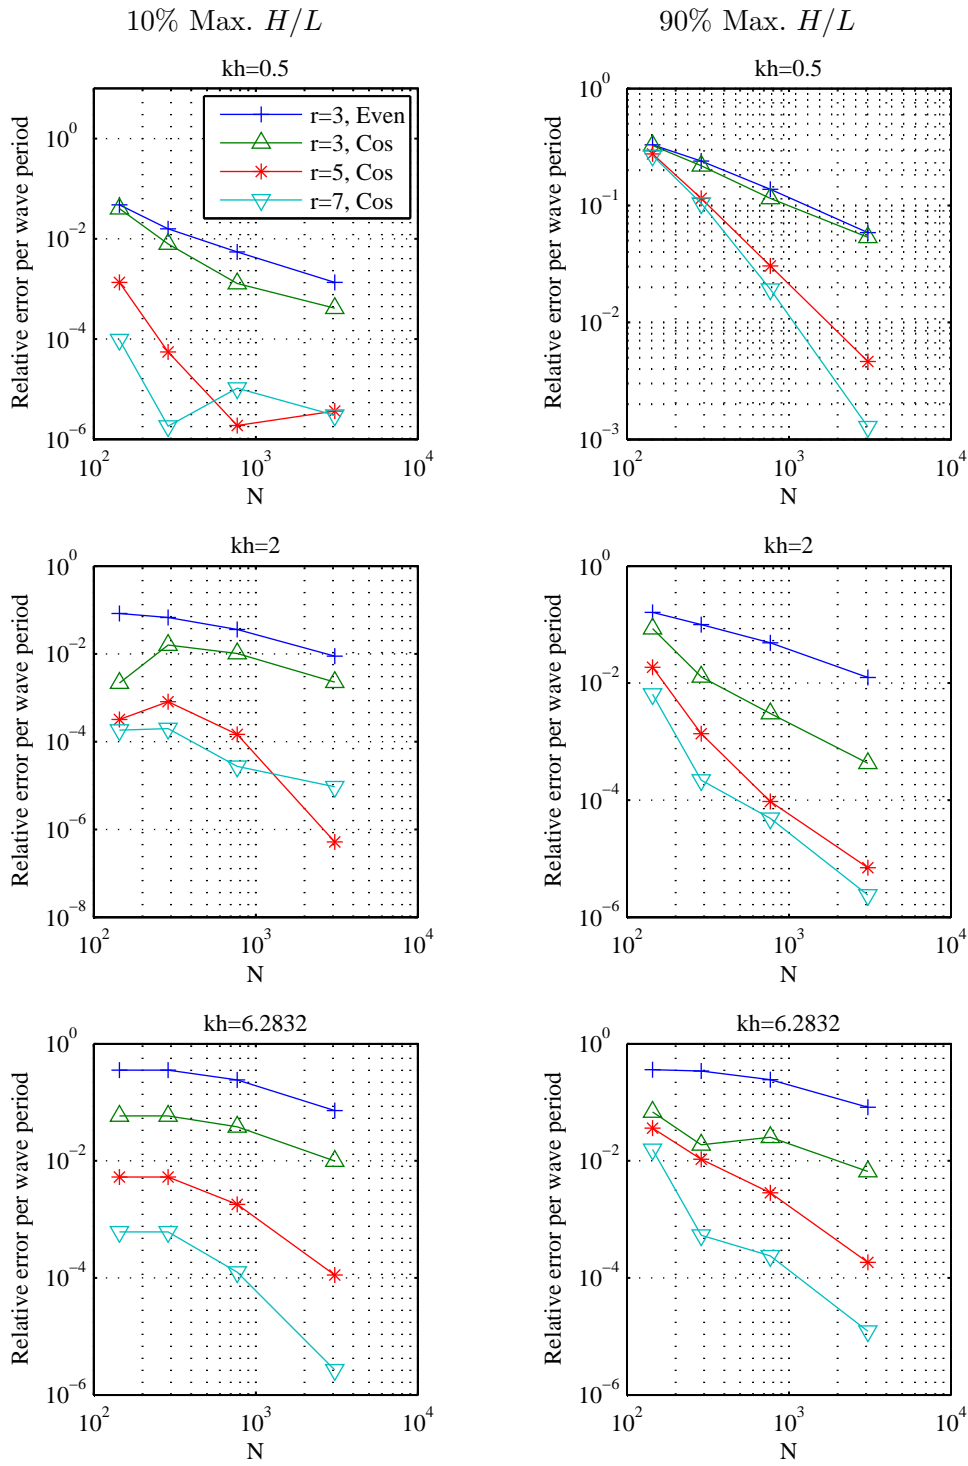 10% Max. H/L
90% Max. H/L
kh=0.5
10^0
10^−2
10^−4
10^−6
10^2
10^3
10^4
N
Relative error per wave period
r=3, Even
r=3, Cos
r=5, Cos
r=7, Cos
kh=0.5
10^0
10^−1
10^−2
10^−3
10^2
10^3
10^4
N
Relative error per wave period
kh=2
10^0
10^−2
10^−4
10^−6
10^−8
10^2
10^3
10^4
N
Relative error per wave period
kh=2
10^0
10^−2
10^−4
10^−6
10^2
10^3
10^4
N
Relative error per wave period
kh=6.2832
10^0
10^−2
10^−4
10^−6
10^2
10^3
10^4
N
Relative error per wave period
kh=6.2832
10^0
10^−2
10^−4
10^−6
10^2
10^3
10^4
N
Relative error per wave period